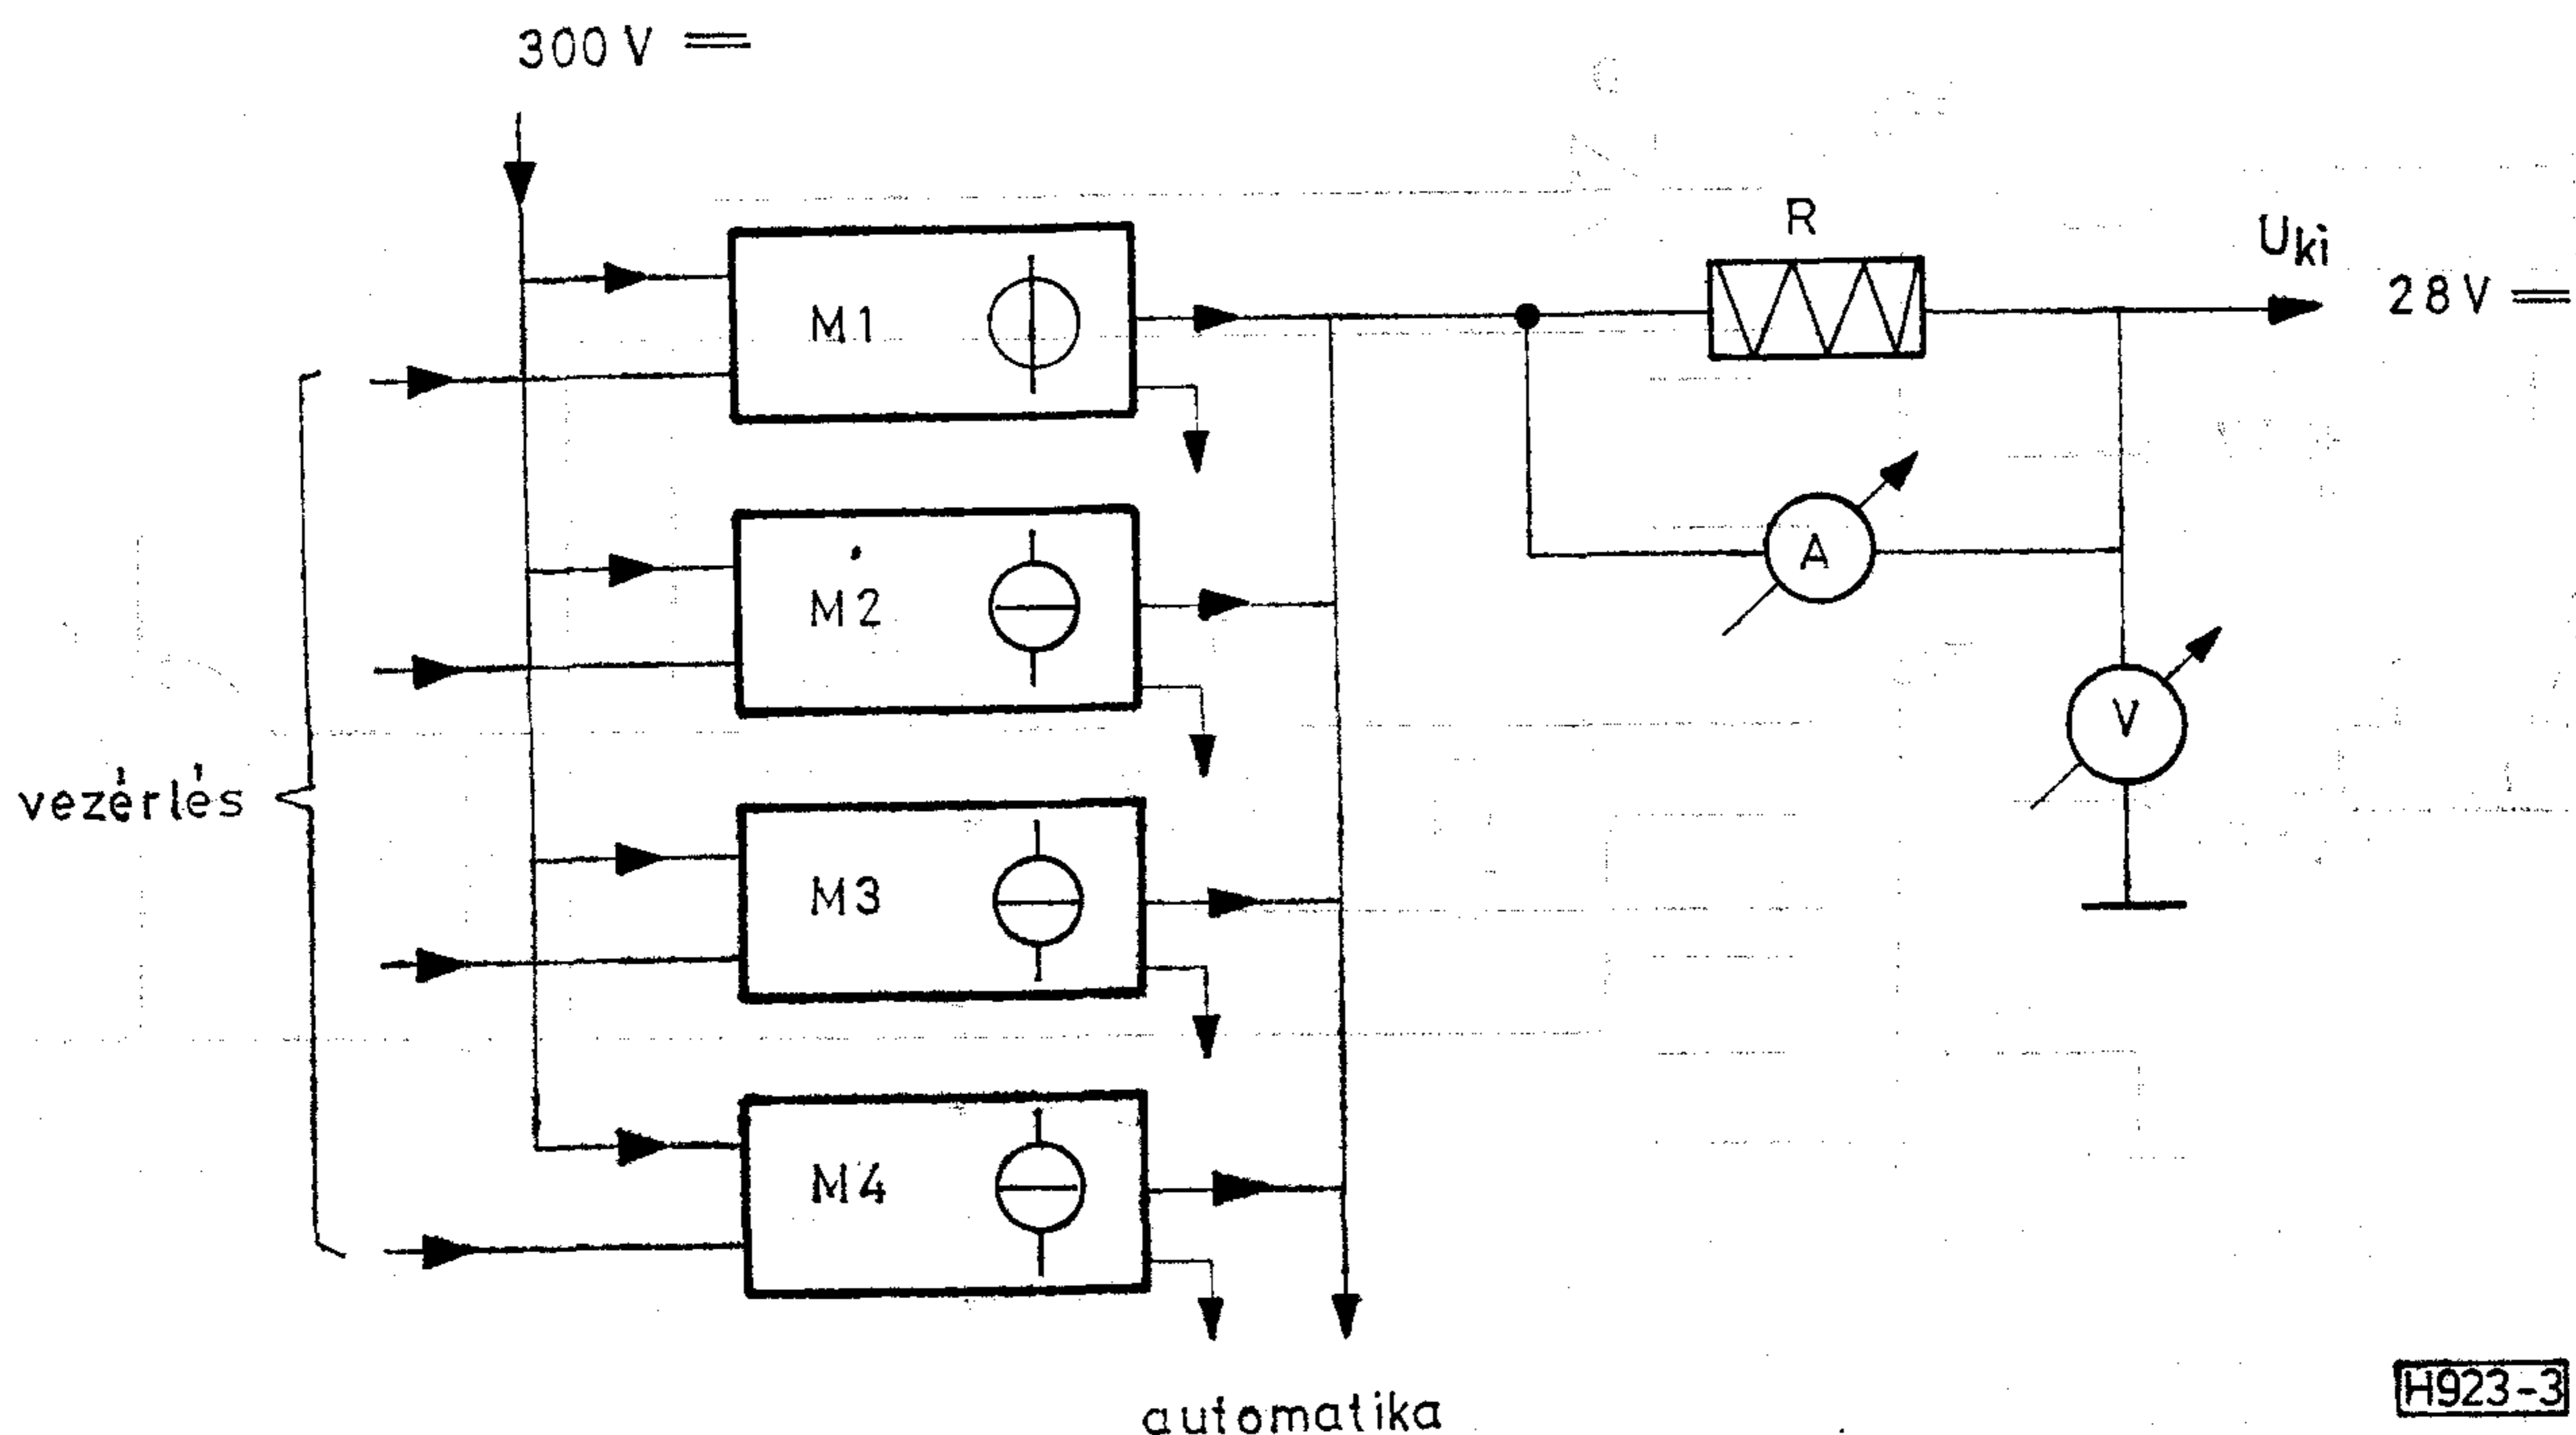 300 V ⎓
M1
R
Uki
28 V ⎓
A
M2
V
vezérlés
M3
M4
automatika
H923-3